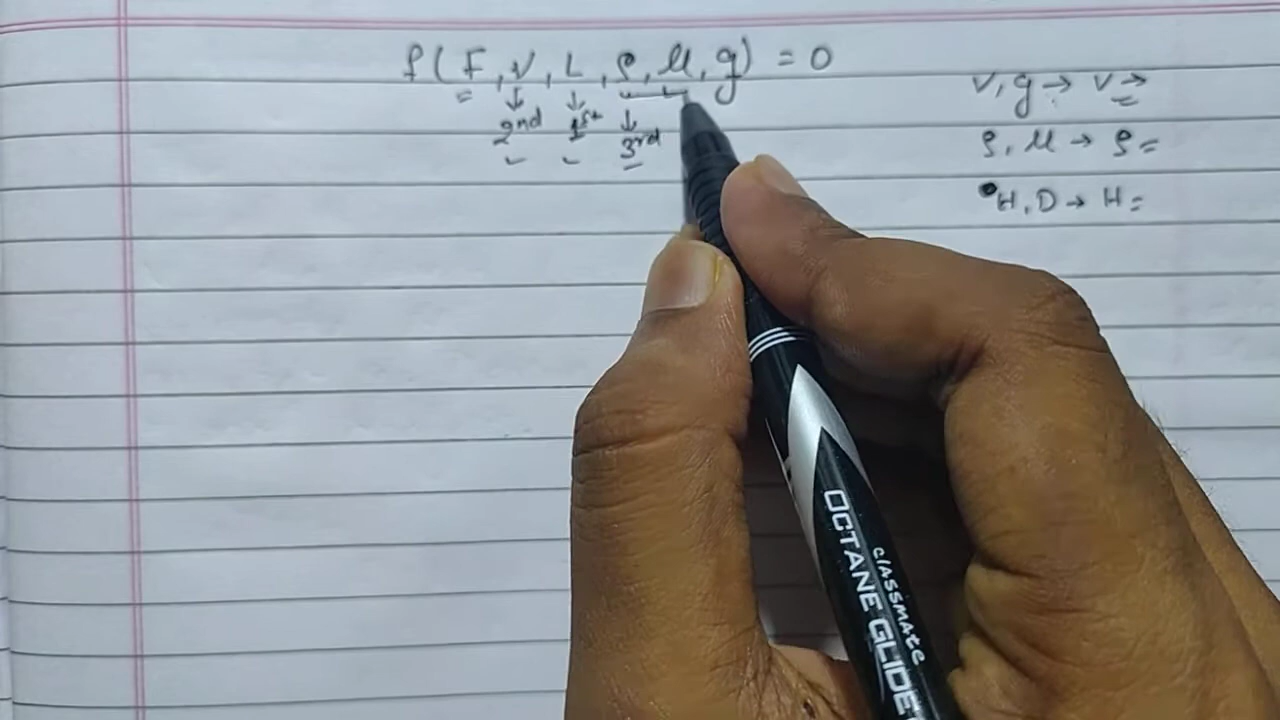 f( F , V , L , ρ , μ , g ) = 0
2nd 1st 3rd
V, g → V →
ρ, μ → ρ =
H, D → H =
classmate
OCTANE GLIDE